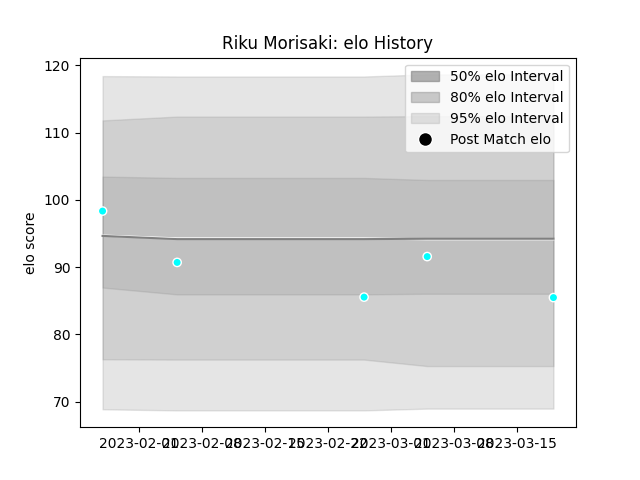 Riku Morisaki: elo History
120
110
100
90
80
70
elo score
50% elo Interval
80% elo Interval
95% elo Interval
Post Match elo
2023-02-01
2023-02-08
2023-02-15
2023-02-22
2023-03-01
2023-03-08
2023-03-15